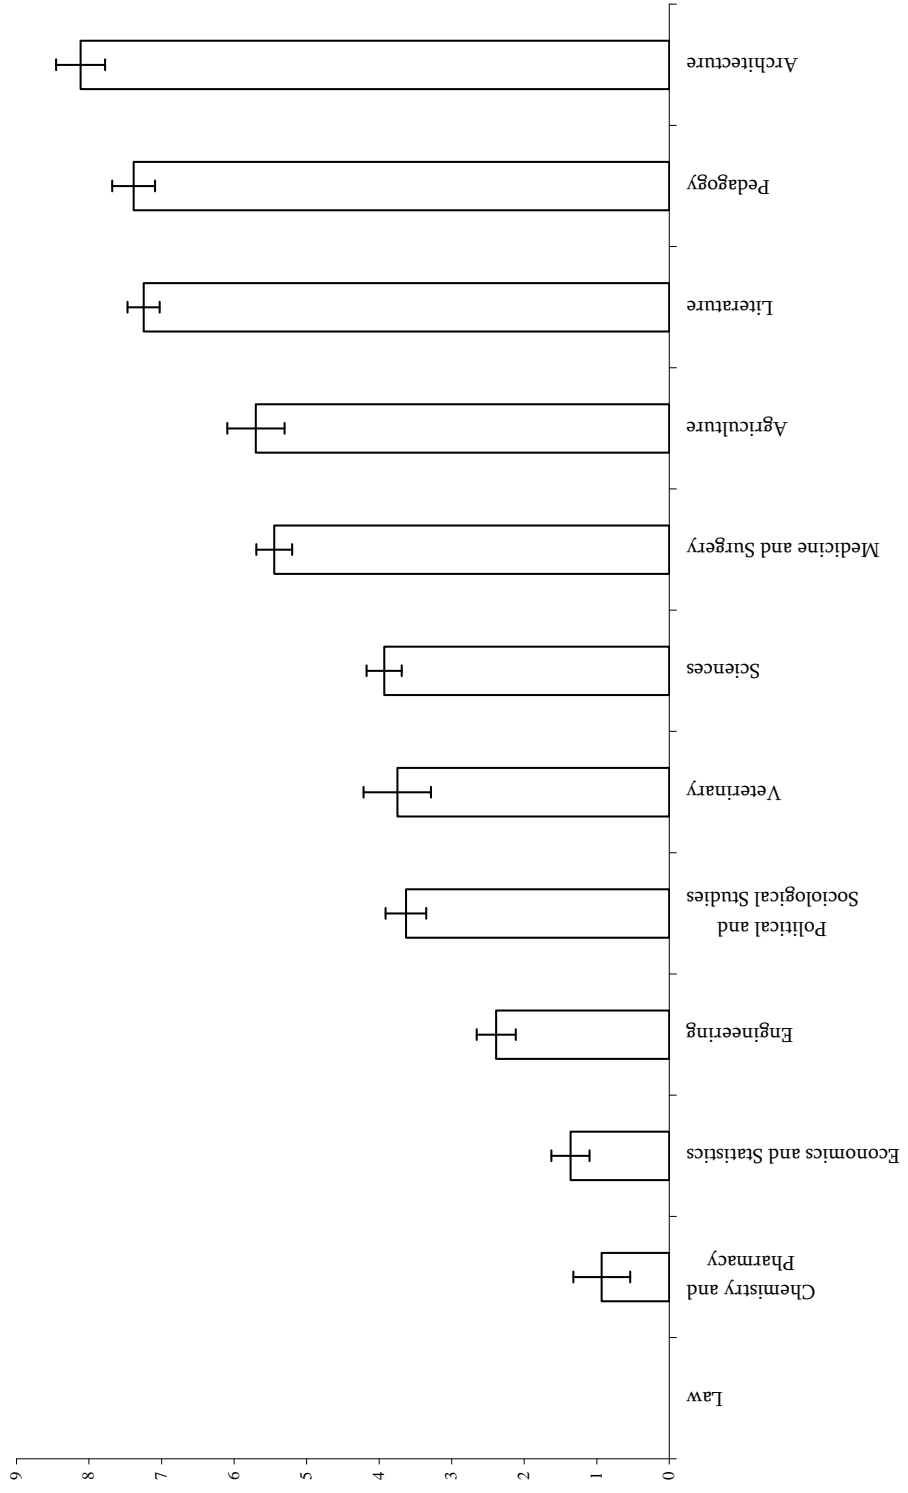 Architecture
Pedagogy
Literature
Agriculture
Medicine and Surgery
Sciences
Veterinary
Political and
Sociological Studies
Engineering
Economics and Statistics
Chemistry and
Pharmacy
Law
9
8
7
6
5
4
3
2
1
0